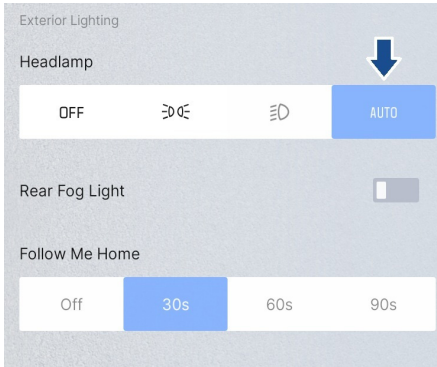 Exterior Lighting
Headlamp
OFF AUTO
Rear Fog Light
Follow Me Home
Off 30s 60s 90s